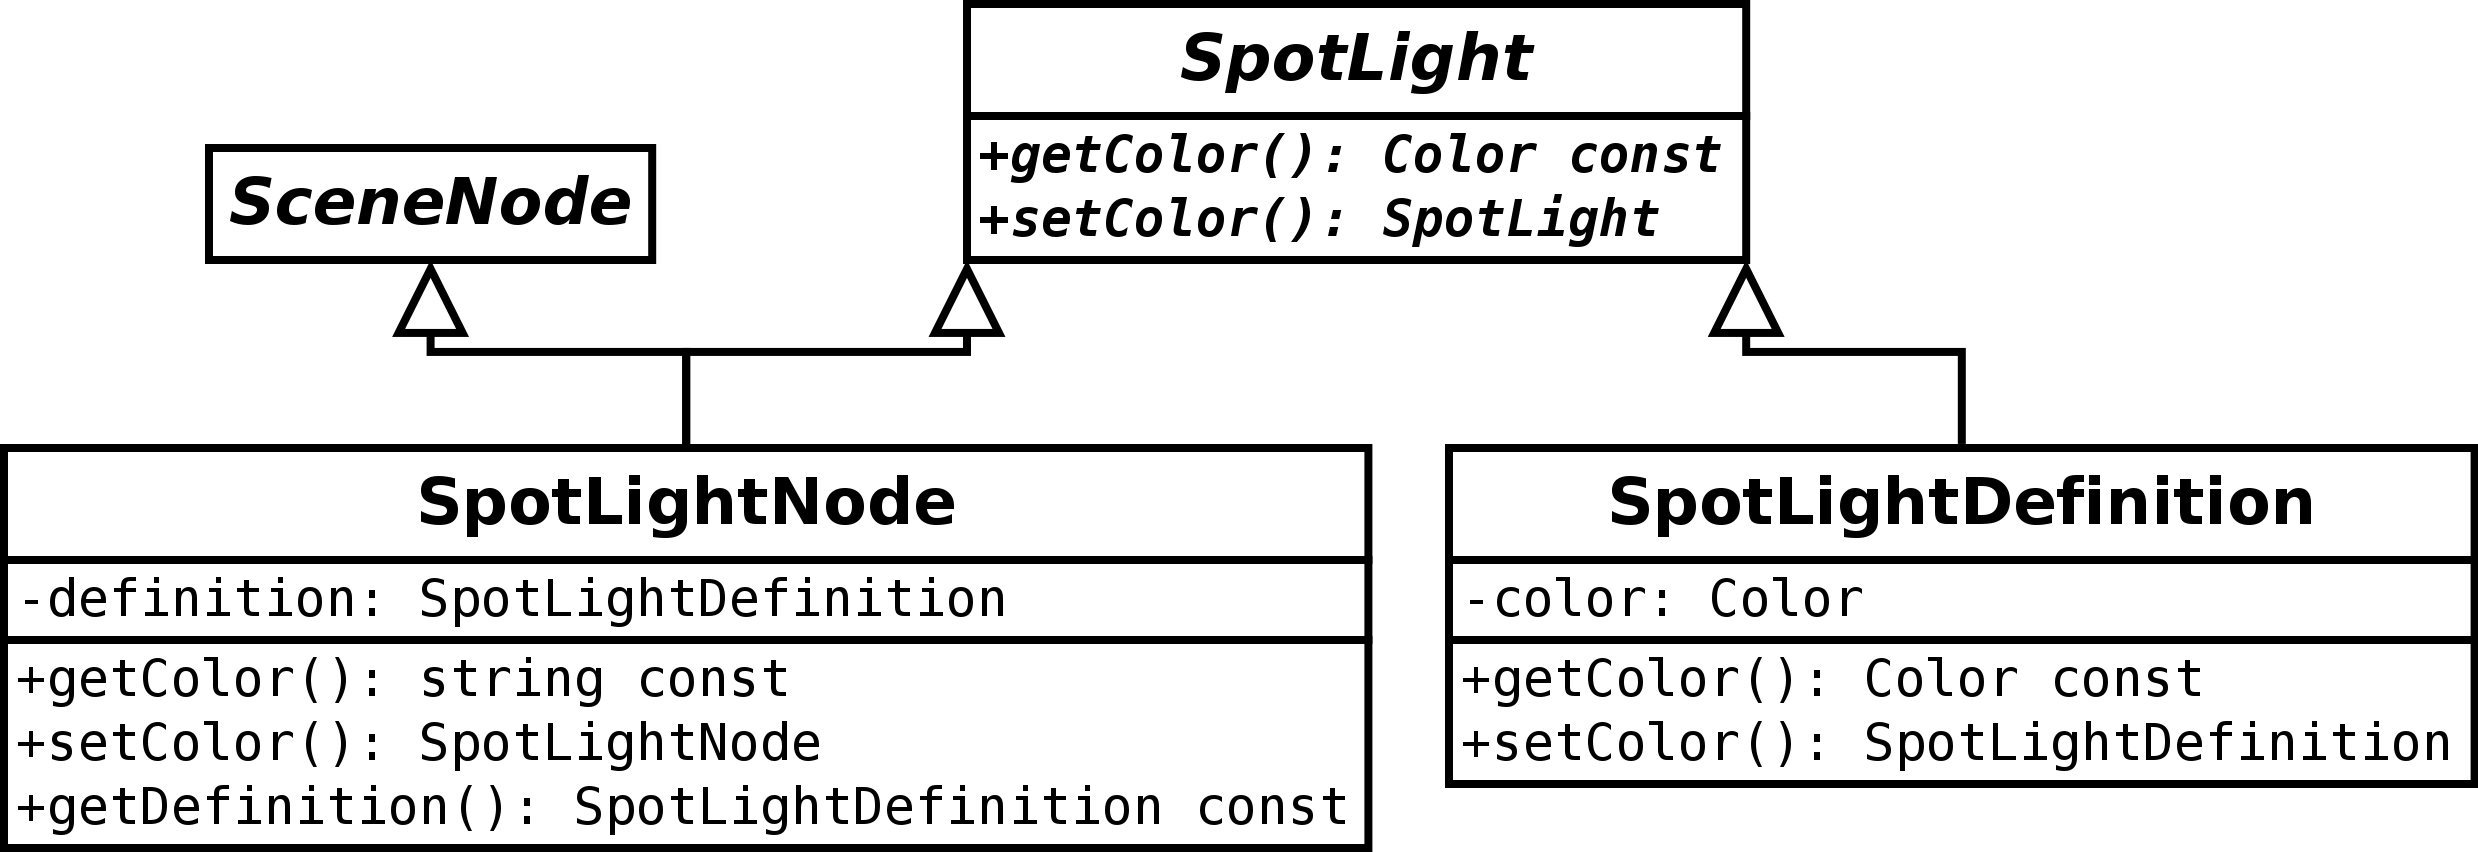 SpotLight
+getColor(): Color const
+setColor(): SpotLight
SceneNode
SpotLightNode
-definition: SpotLightDefinition
+getColor(): string const
+setColor(): SpotLightNode
+getDefinition(): SpotLightDefinition const
SpotLightDefinition
-color: Color
+getColor(): Color const
+setColor(): SpotLightDefinition